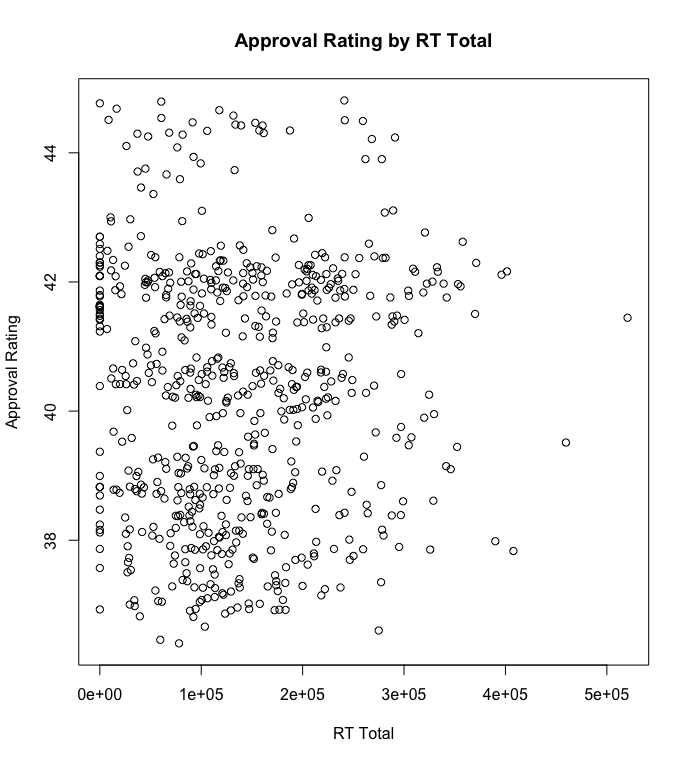 Approval Rating by RT Total
44
42
40
38
Approval Rating
0e+00 1e+05 2e+05 3e+05 4e+05 5e+05
RT Total